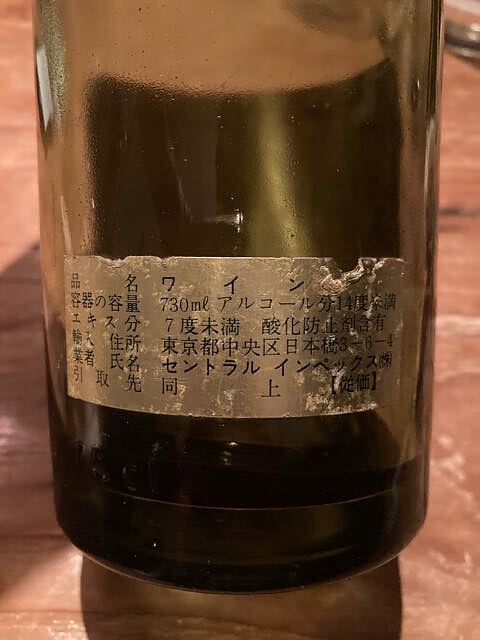 品名 ワイン
容器の容量 730ml アルコール分14度未満
エキス分 7度未満 酸化防止剤含有
輸入業者 住所 東京都中央区日本橋3-6-4
氏名 セントラル インペックス㈱
引取先 同上 【従価】